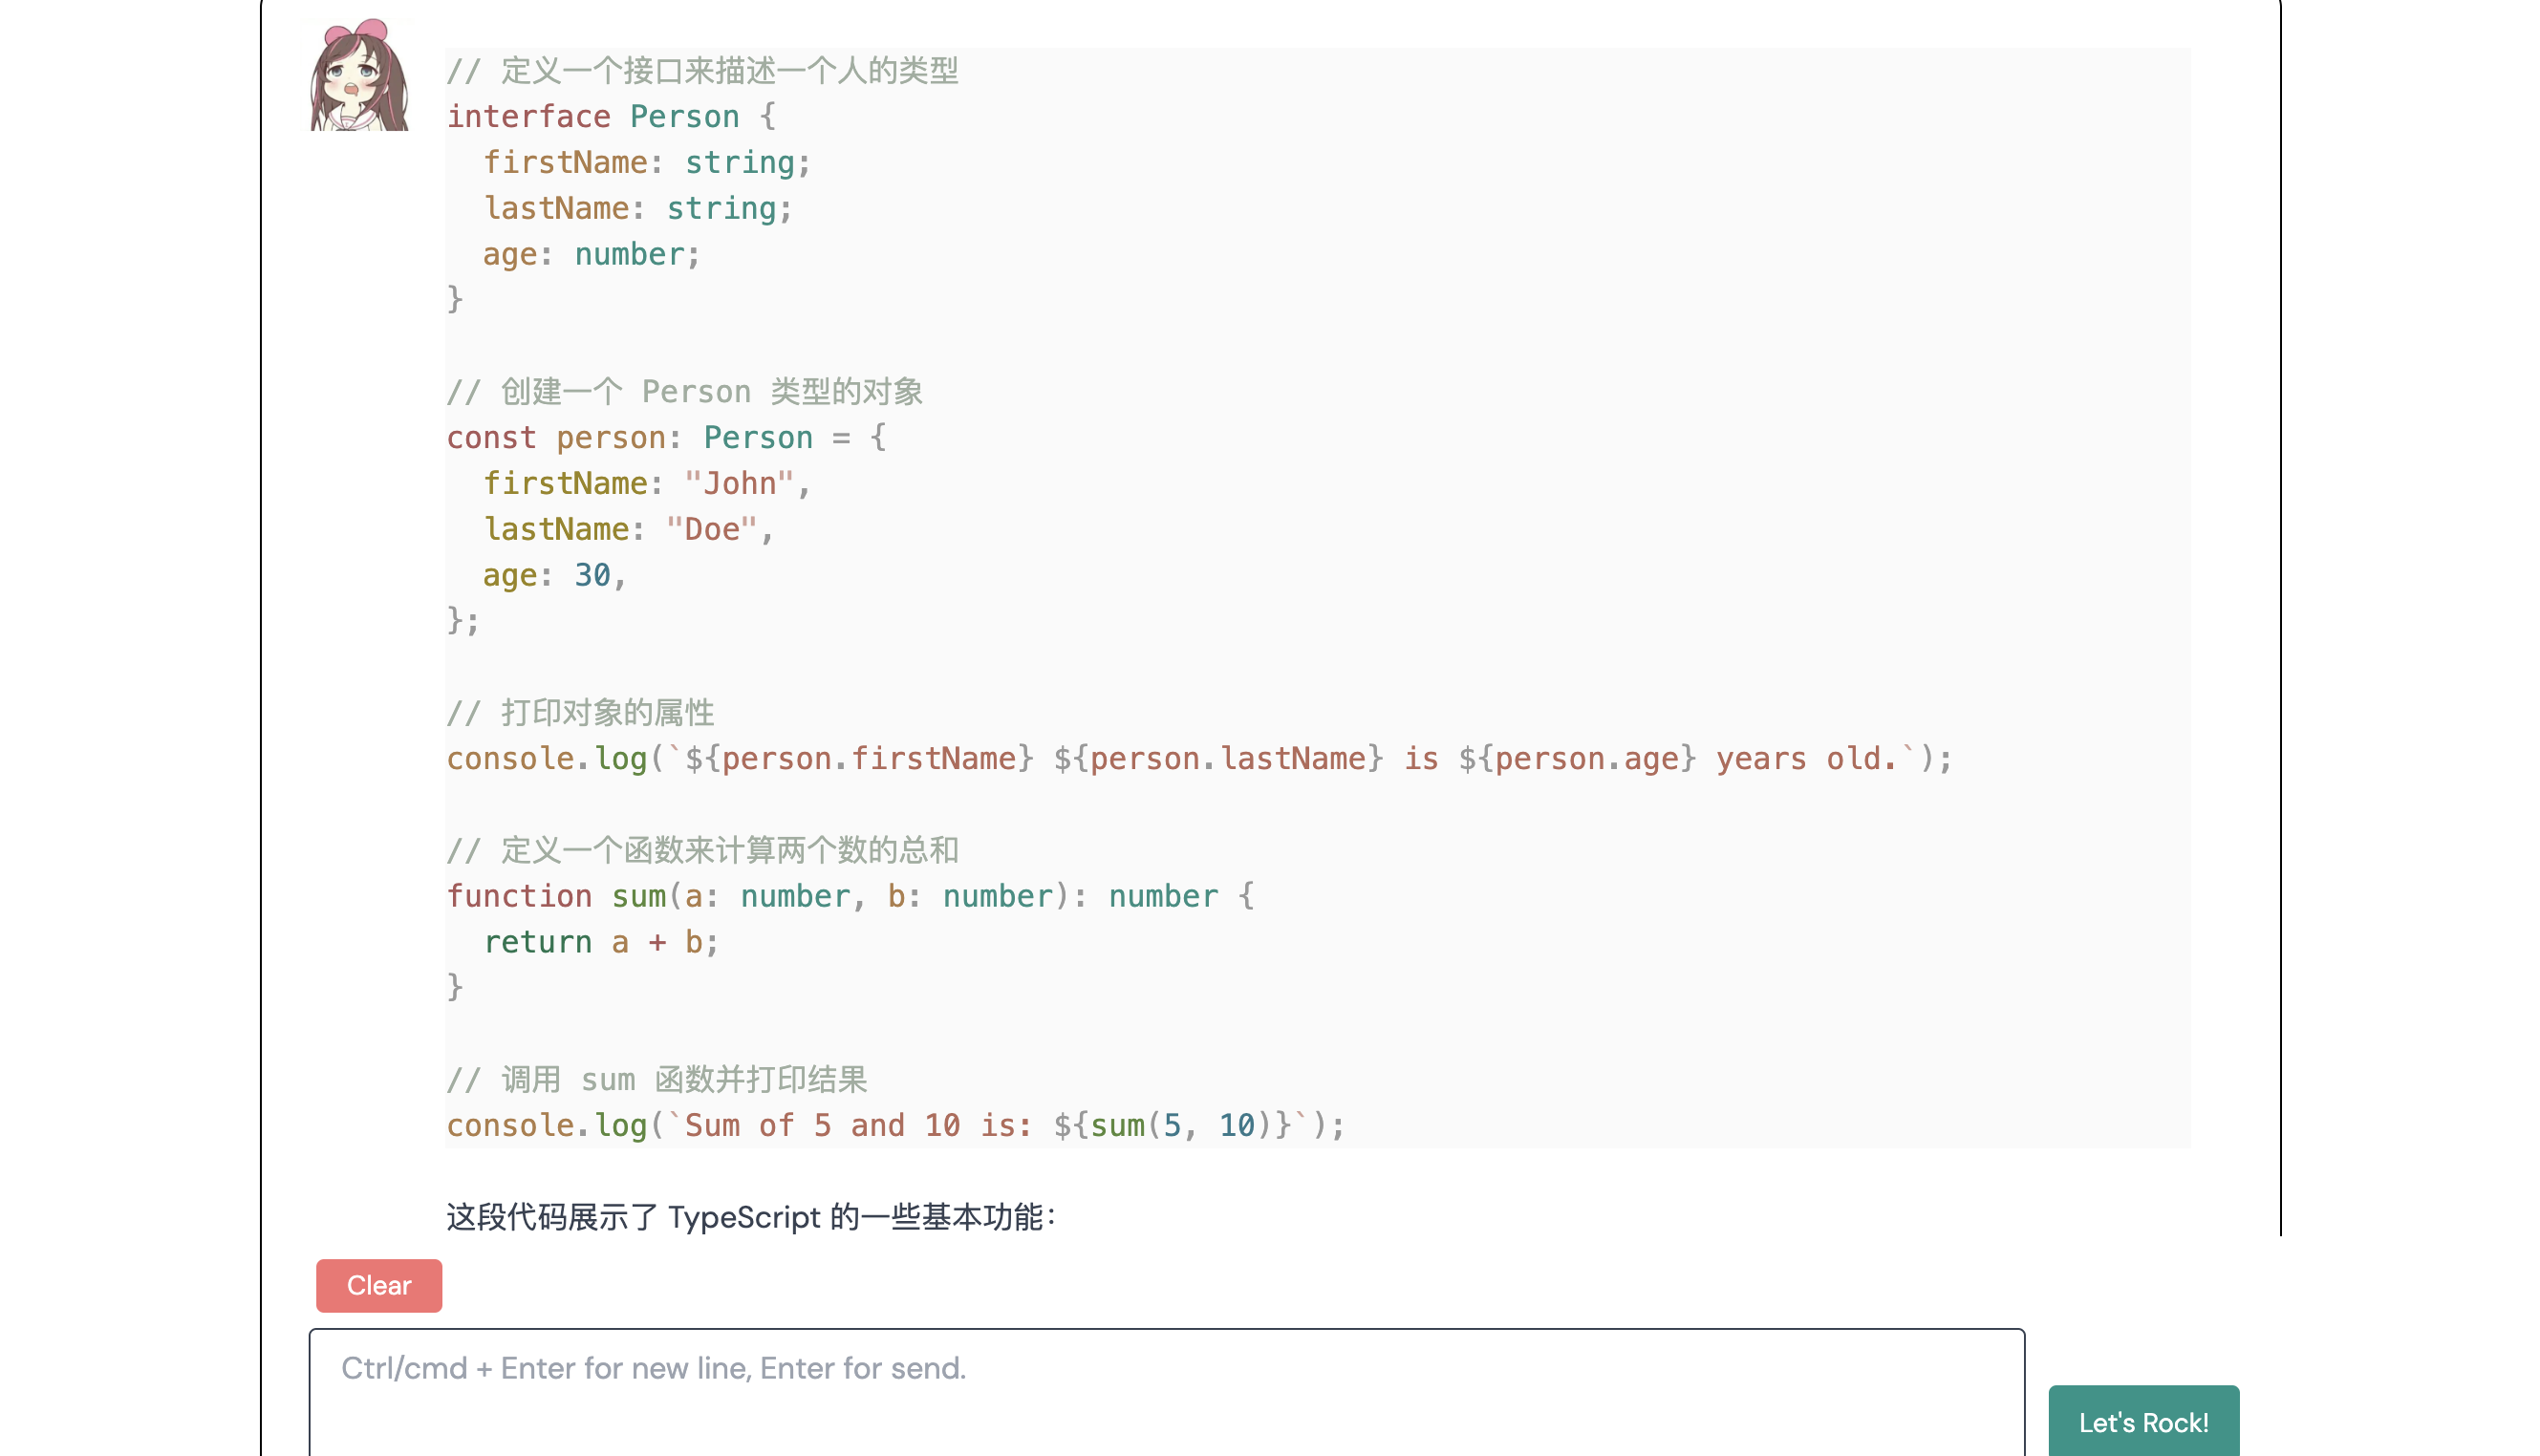 // 定义一个接口来描述一个人的类型
interface Person {
  firstName: string;
  lastName: string;
  age: number;
}
// 创建一个 Person 类型的对象
const person: Person = {
  firstName: "John",
  lastName: "Doe",
  age: 30,
};
// 打印对象的属性
console.log(`${person.firstName} ${person.lastName} is ${person.age} years old.`);
// 定义一个函数来计算两个数的总和
function sum(a: number, b: number): number {
  return a + b;
}
// 调用 sum 函数并打印结果
console.log(`Sum of 5 and 10 is: ${sum(5, 10)}`);
这段代码展示了 TypeScript 的一些基本功能：
Clear
Ctrl/cmd + Enter for new line, Enter for send.
Let's Rock!